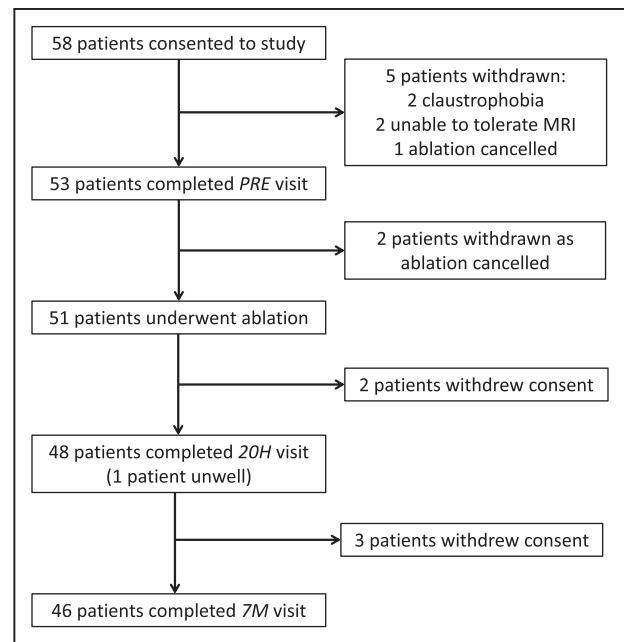 58 patients consented to study
5 patients withdrawn:
2 claustrophobia
2 unable to tolerate MRI
1 ablation cancelled
53 patients completed PRE visit
2 patients withdrawn as
ablation cancelled
51 patients underwent ablation
2 patients withdrew consent
48 patients completed 20H visit
(1 patient unwell)
3 patients withdrew consent
46 patients completed 7M visit